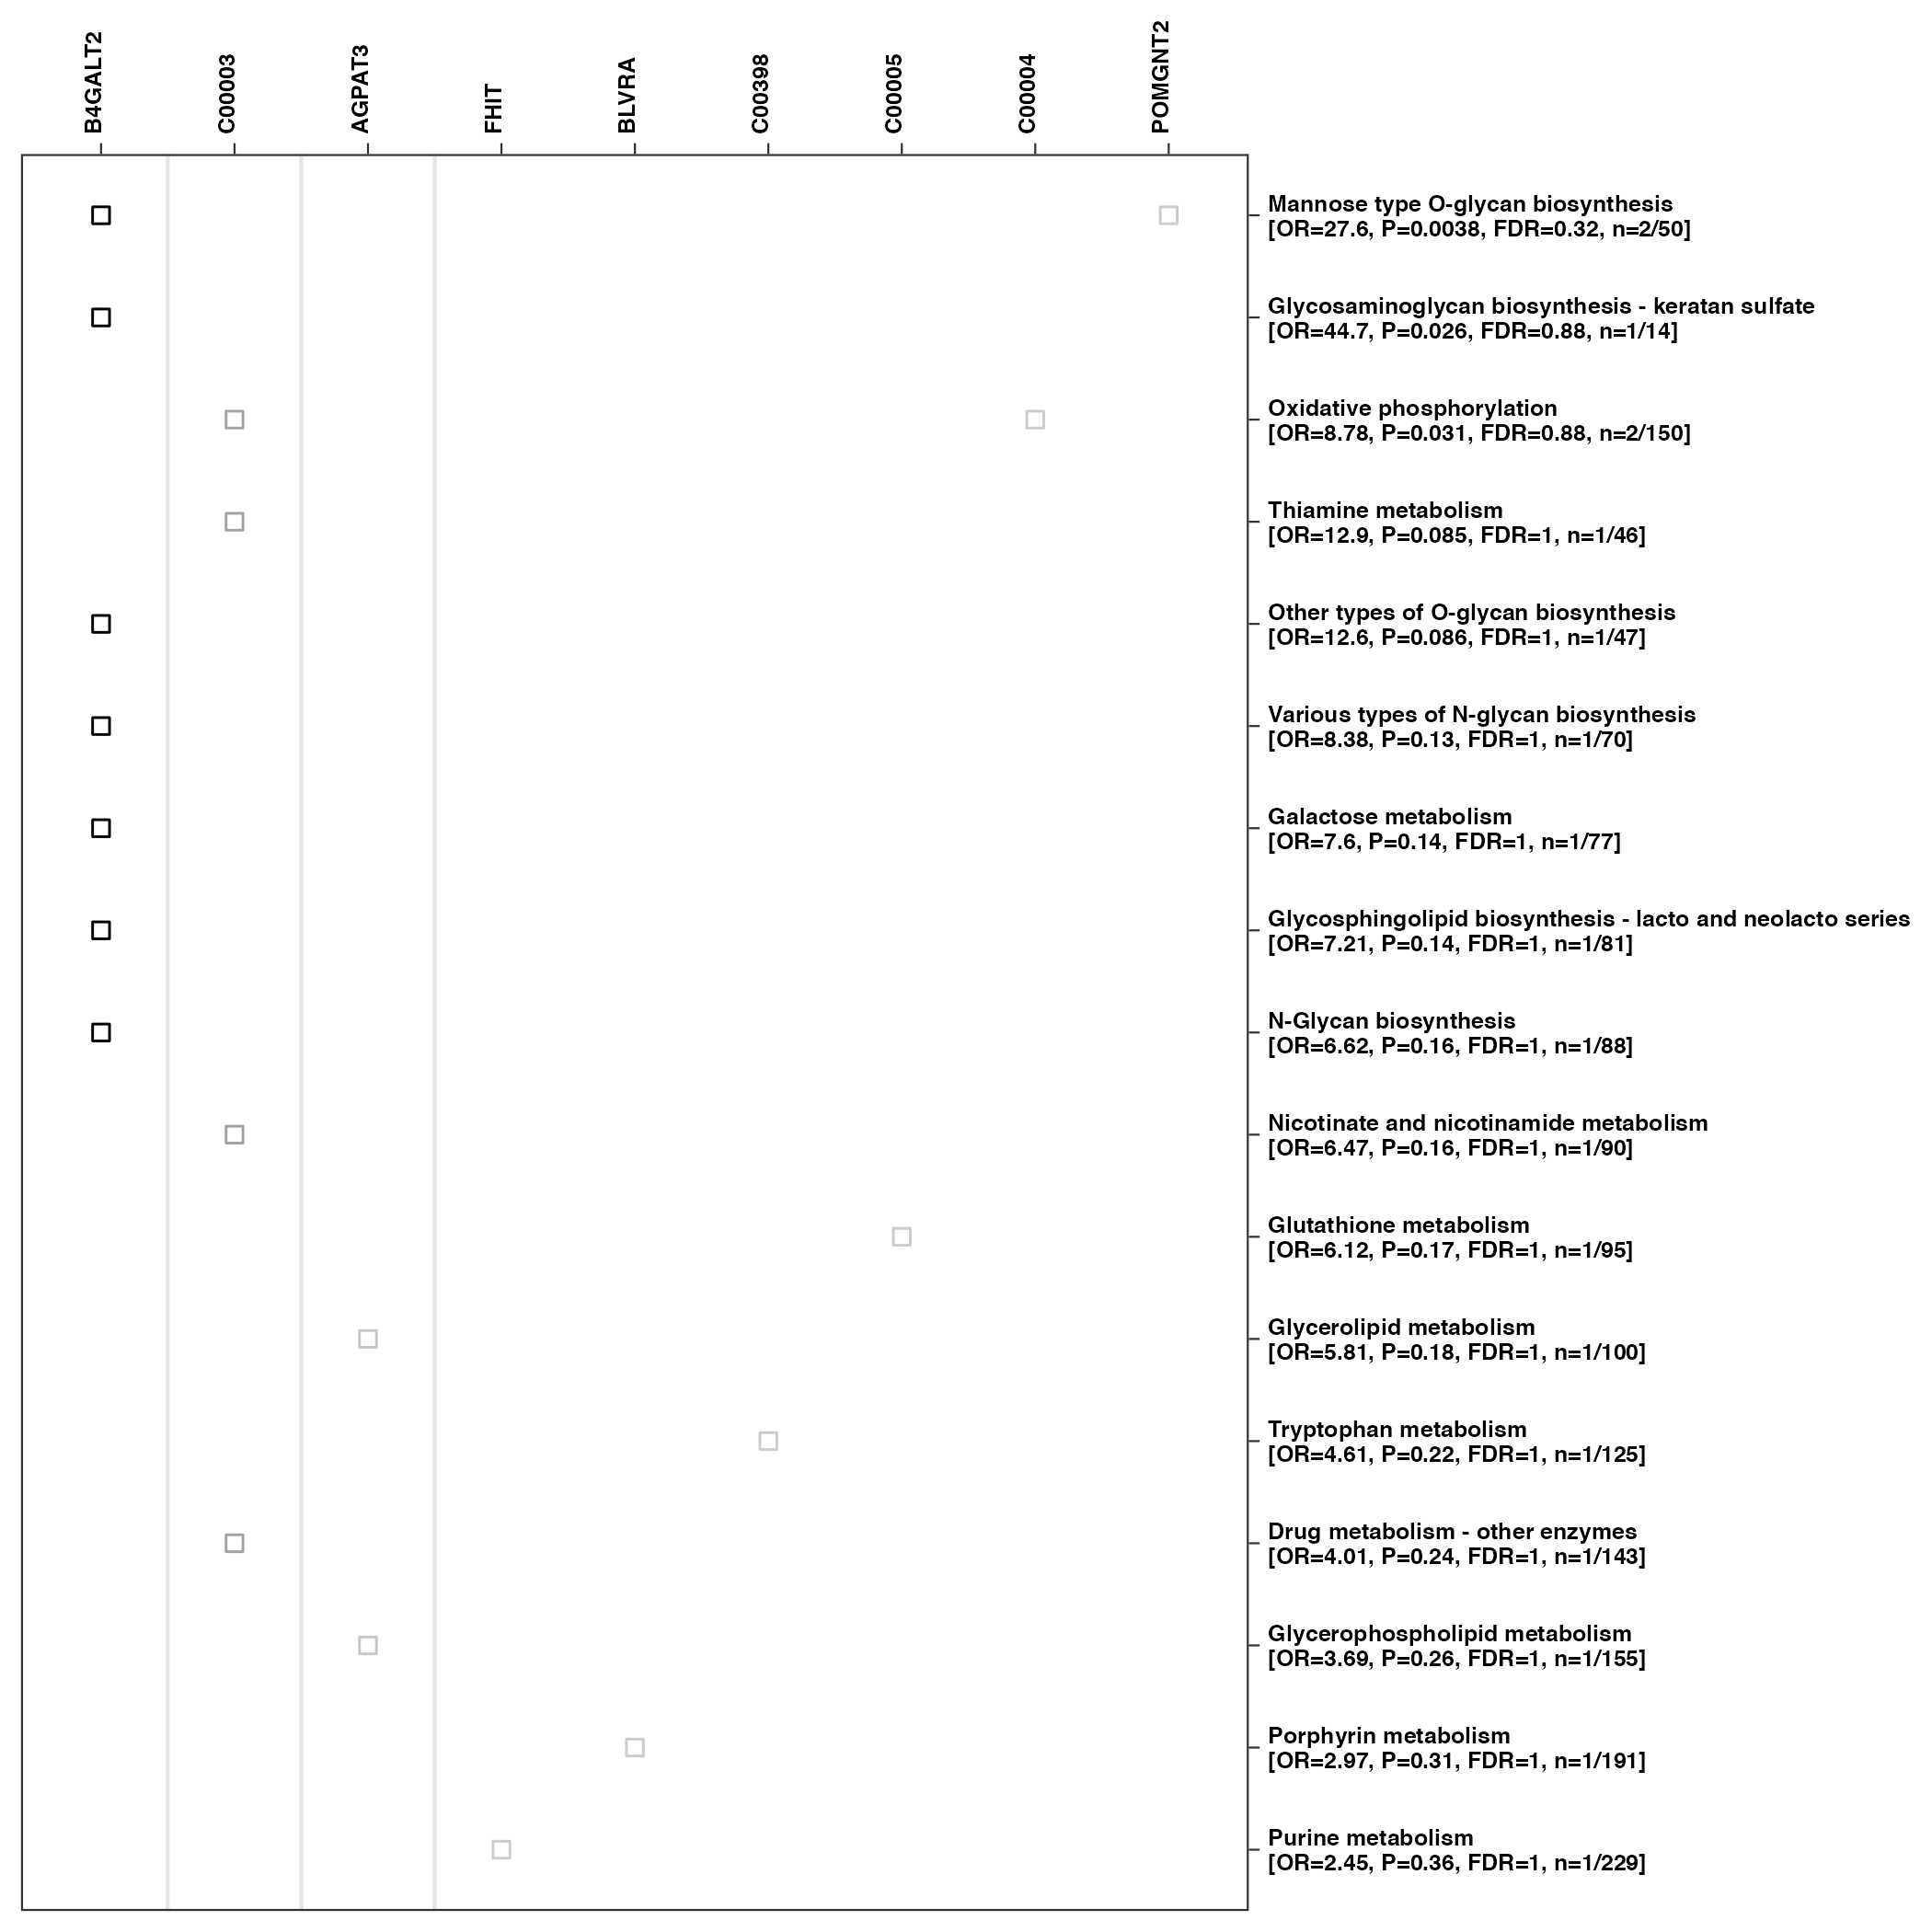 B4GALT2
C00003
AGPAT3
FHIT
BLVRA
C00398
C00005
C00004
POMGNT2
Mannose type O-glycan biosynthesis
[OR=27.6, P=0.0038, FDR=0.32, n=2/50]
Glycosaminoglycan biosynthesis - keratan sulfate
[OR=44.7, P=0.026, FDR=0.88, n=1/14]
Oxidative phosphorylation
[OR=8.78, P=0.031, FDR=0.88, n=2/150]
Thiamine metabolism
[OR=12.9, P=0.085, FDR=1, n=1/46]
Other types of O-glycan biosynthesis
[OR=12.6, P=0.086, FDR=1, n=1/47]
Various types of N-glycan biosynthesis
[OR=8.38, P=0.13, FDR=1, n=1/70]
Galactose metabolism
[OR=7.6, P=0.14, FDR=1, n=1/77]
Glycosphingolipid biosynthesis - lacto and neolacto series
[OR=7.21, P=0.14, FDR=1, n=1/81]
N-Glycan biosynthesis
[OR=6.62, P=0.16, FDR=1, n=1/88]
Nicotinate and nicotinamide metabolism
[OR=6.47, P=0.16, FDR=1, n=1/90]
Glutathione metabolism
[OR=6.12, P=0.17, FDR=1, n=1/95]
Glycerolipid metabolism
[OR=5.81, P=0.18, FDR=1, n=1/100]
Tryptophan metabolism
[OR=4.61, P=0.22, FDR=1, n=1/125]
Drug metabolism - other enzymes
[OR=4.01, P=0.24, FDR=1, n=1/143]
Glycerophospholipid metabolism
[OR=3.69, P=0.26, FDR=1, n=1/155]
Porphyrin metabolism
[OR=2.97, P=0.31, FDR=1, n=1/191]
Purine metabolism
[OR=2.45, P=0.36, FDR=1, n=1/229]